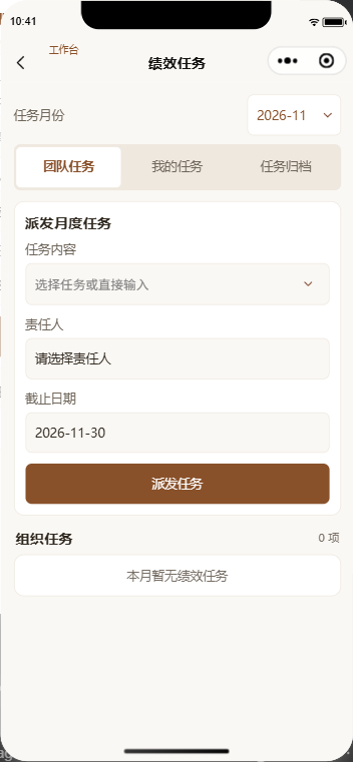 10:41
工作台
绩效任务
任务月份
2026-11
团队任务
我的任务
任务归档
派发月度任务
任务内容
选择任务或直接输入
责任人
请选择责任人
截止日期
2026-11-30
派发任务
组织任务
0 项
本月暂无绩效任务